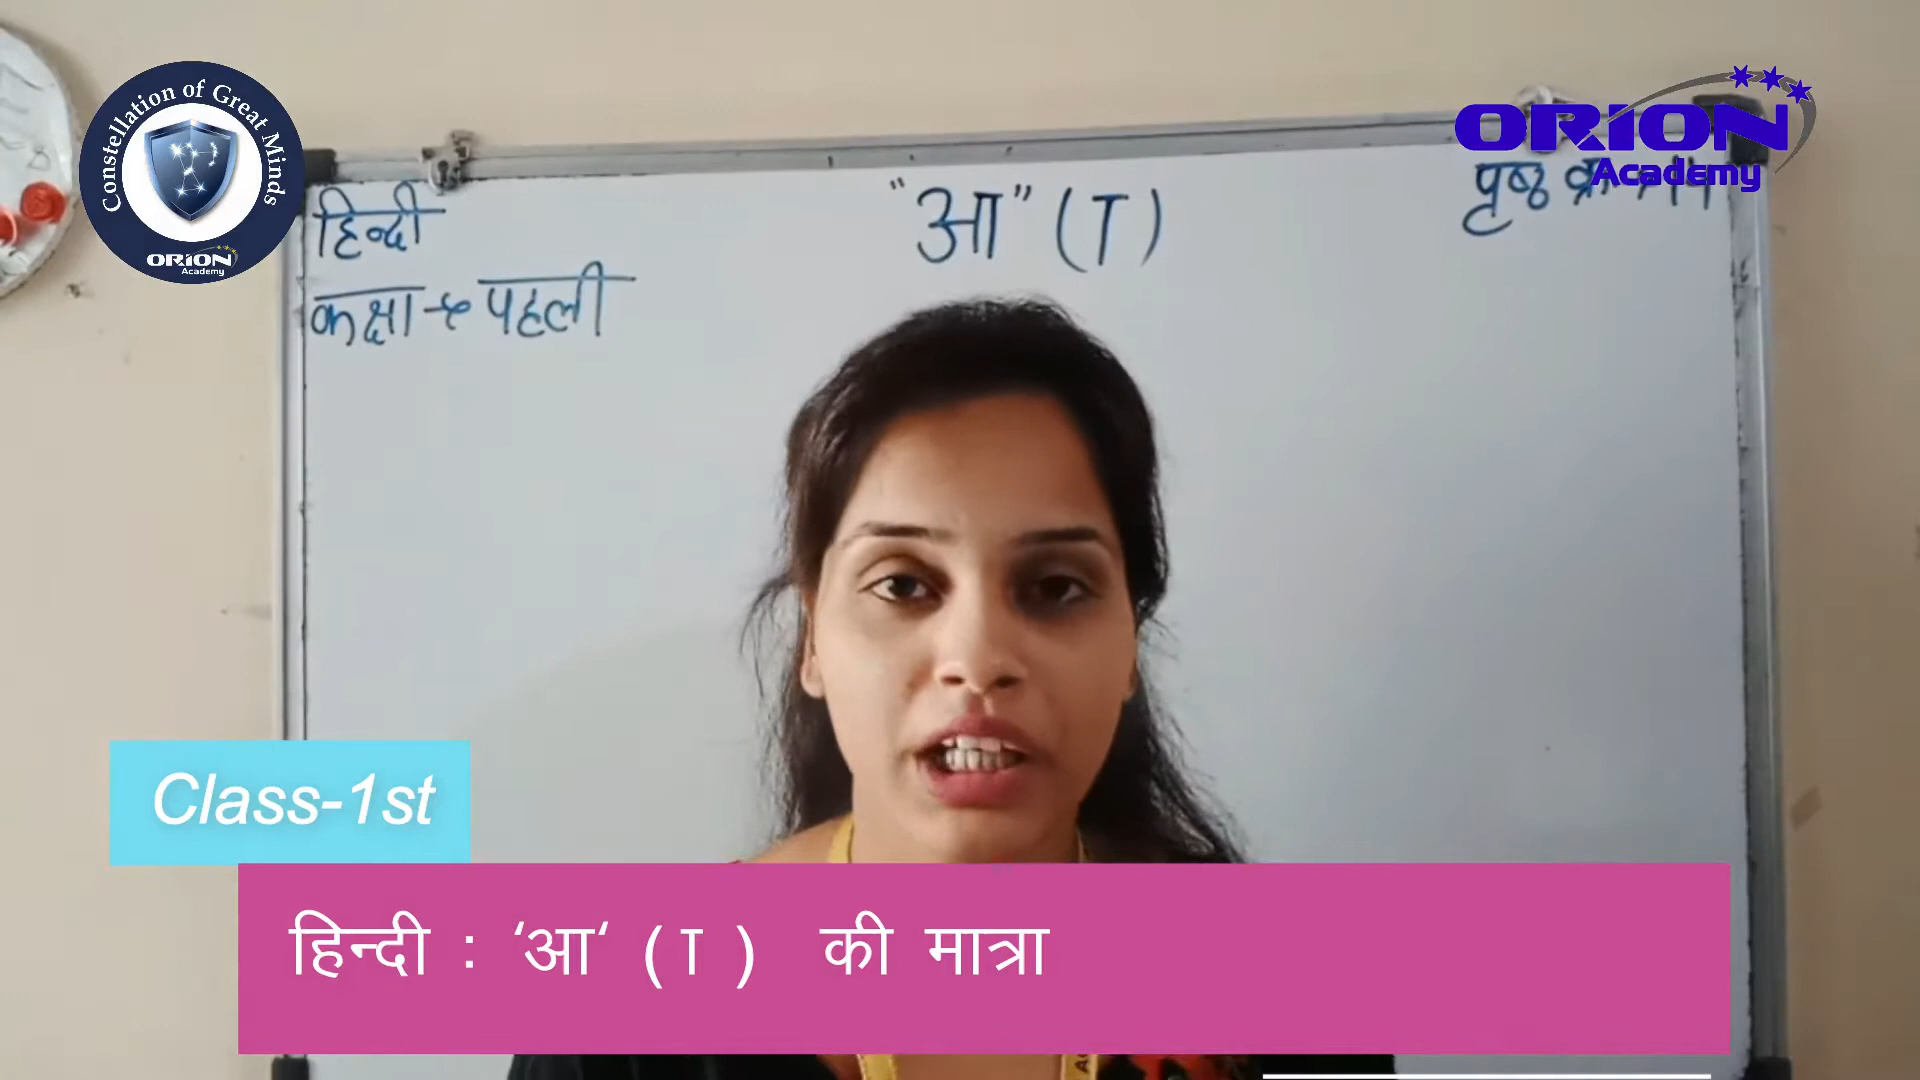 Constellation of Great Minds
ORION
Academy
ORION
Academy
हिन्दी
"आ" (ा)
पृष्ठ क्र
कक्षा → पहली
Class-1st
हिन्दी : ‘आ‘ (ा) की मात्रा